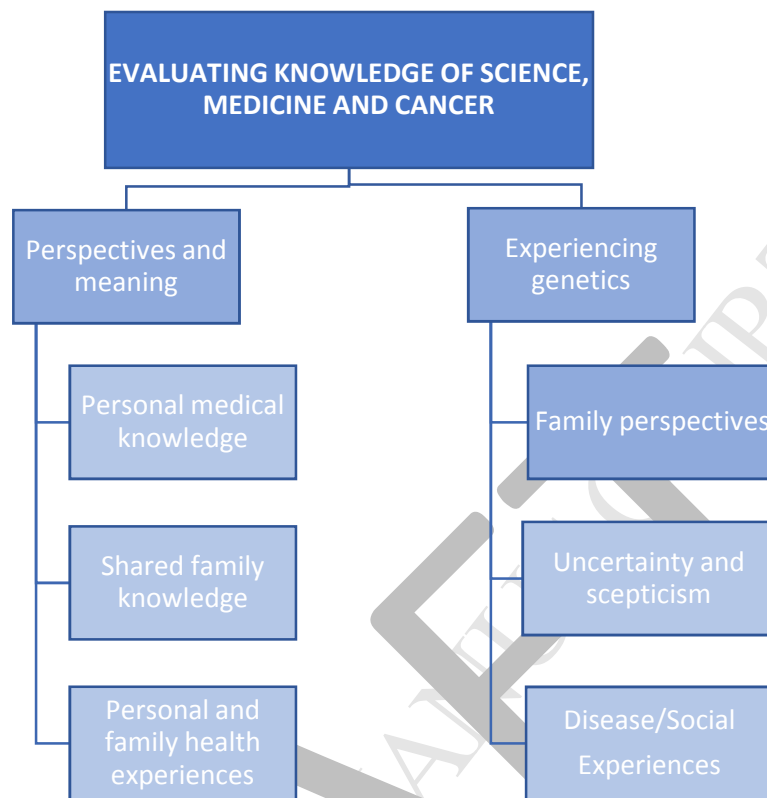 EVALUATING KNOWLEDGE OF SCIENCE,
MEDICINE AND CANCER
Perspectives and
meaning
Experiencing
genetics
Personal medical
knowledge
Family perspectives
Shared family
knowledge
Uncertainty and
scepticism
Personal and
family health
experiences
Disease/Social
Experiences